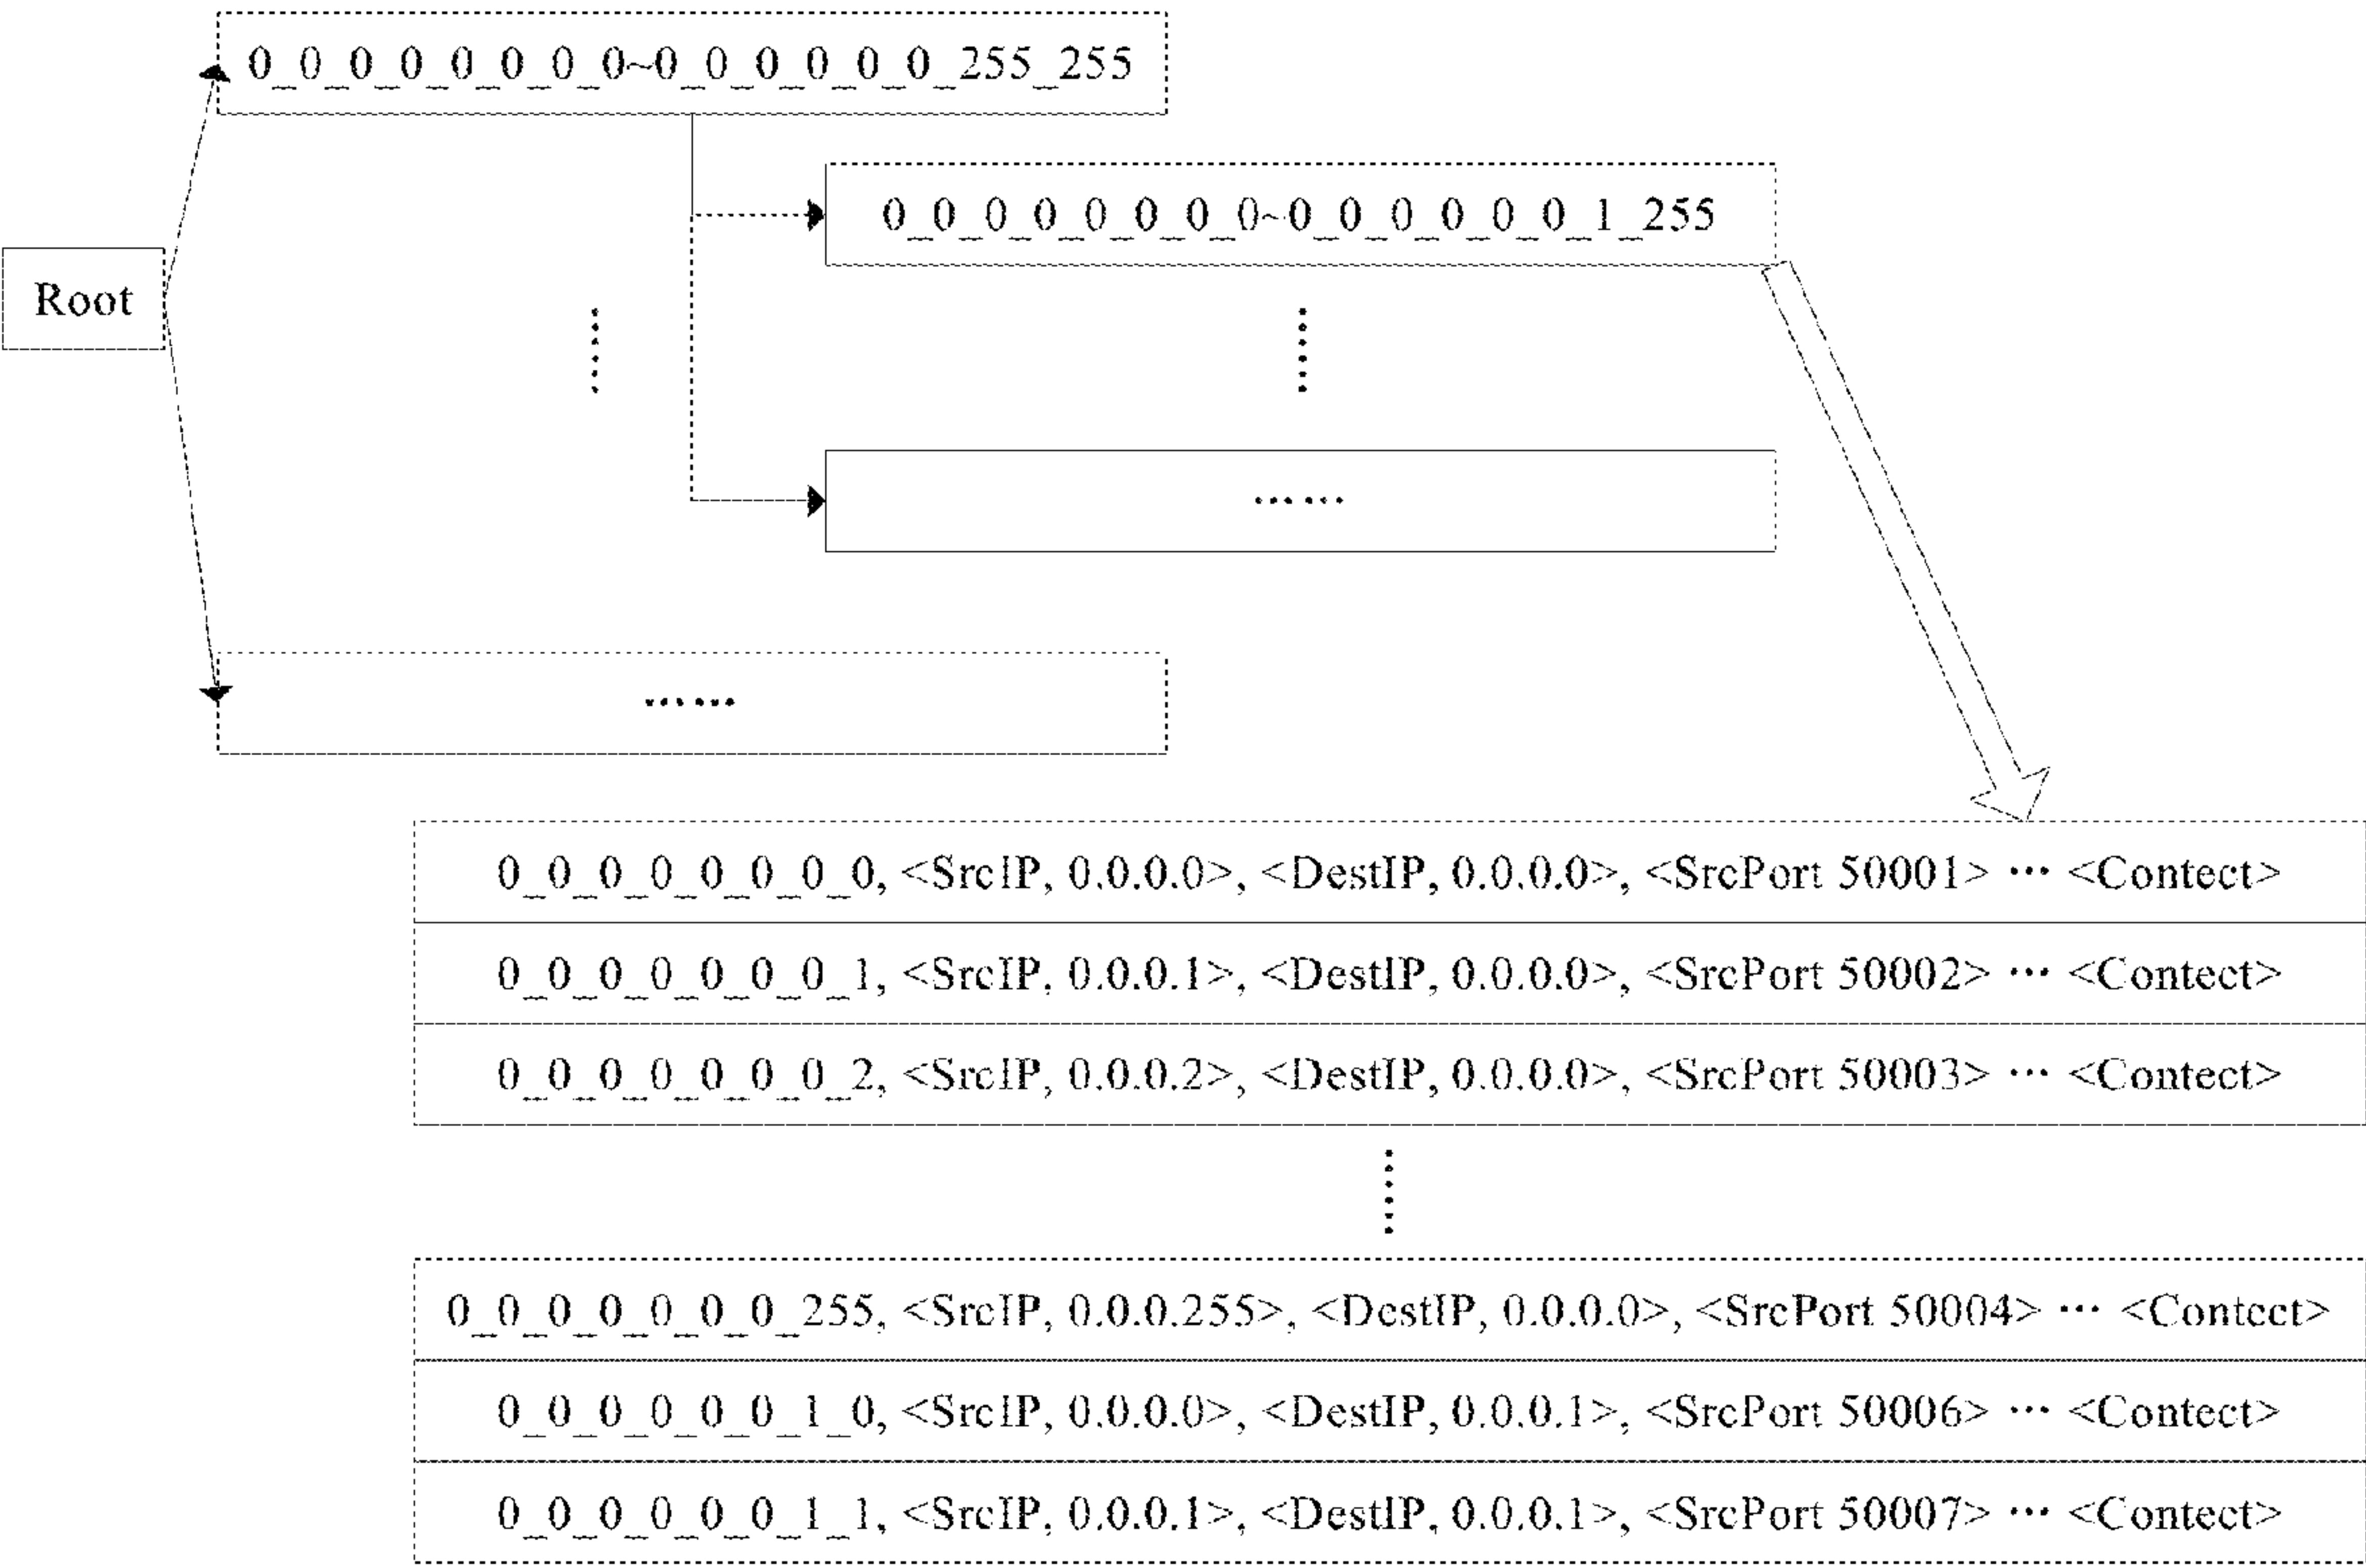 0_0_0_0_0_0_0_0~0_0_0_0_0_0_255_255
0_0_0_0_0_0_0_0~0_0_0_0_0_0_1_255
Root
……
……
0_0_0_0_0_0_0_0, <SrcIP, 0.0.0.0>, <DestIP, 0.0.0.0>, <SrcPort 50001> ··· <Contect>
0_0_0_0_0_0_0_1, <SrcIP, 0.0.0.1>, <DestIP, 0.0.0.0>, <SrcPort 50002> ··· <Contect>
0_0_0_0_0_0_0_2, <SrcIP, 0.0.0.2>, <DestIP, 0.0.0.0>, <SrcPort 50003> ··· <Contect>
0_0_0_0_0_0_0_255, <SrcIP, 0.0.0.255>, <DestIP, 0.0.0.0>, <SrcPort 50004> ··· <Contect>
0_0_0_0_0_0_1_0, <SrcIP, 0.0.0.0>, <DestIP, 0.0.0.1>, <SrcPort 50006> ··· <Contect>
0_0_0_0_0_0_1_1, <SrcIP, 0.0.0.1>, <DestIP, 0.0.0.1>, <SrcPort 50007> ··· <Contect>